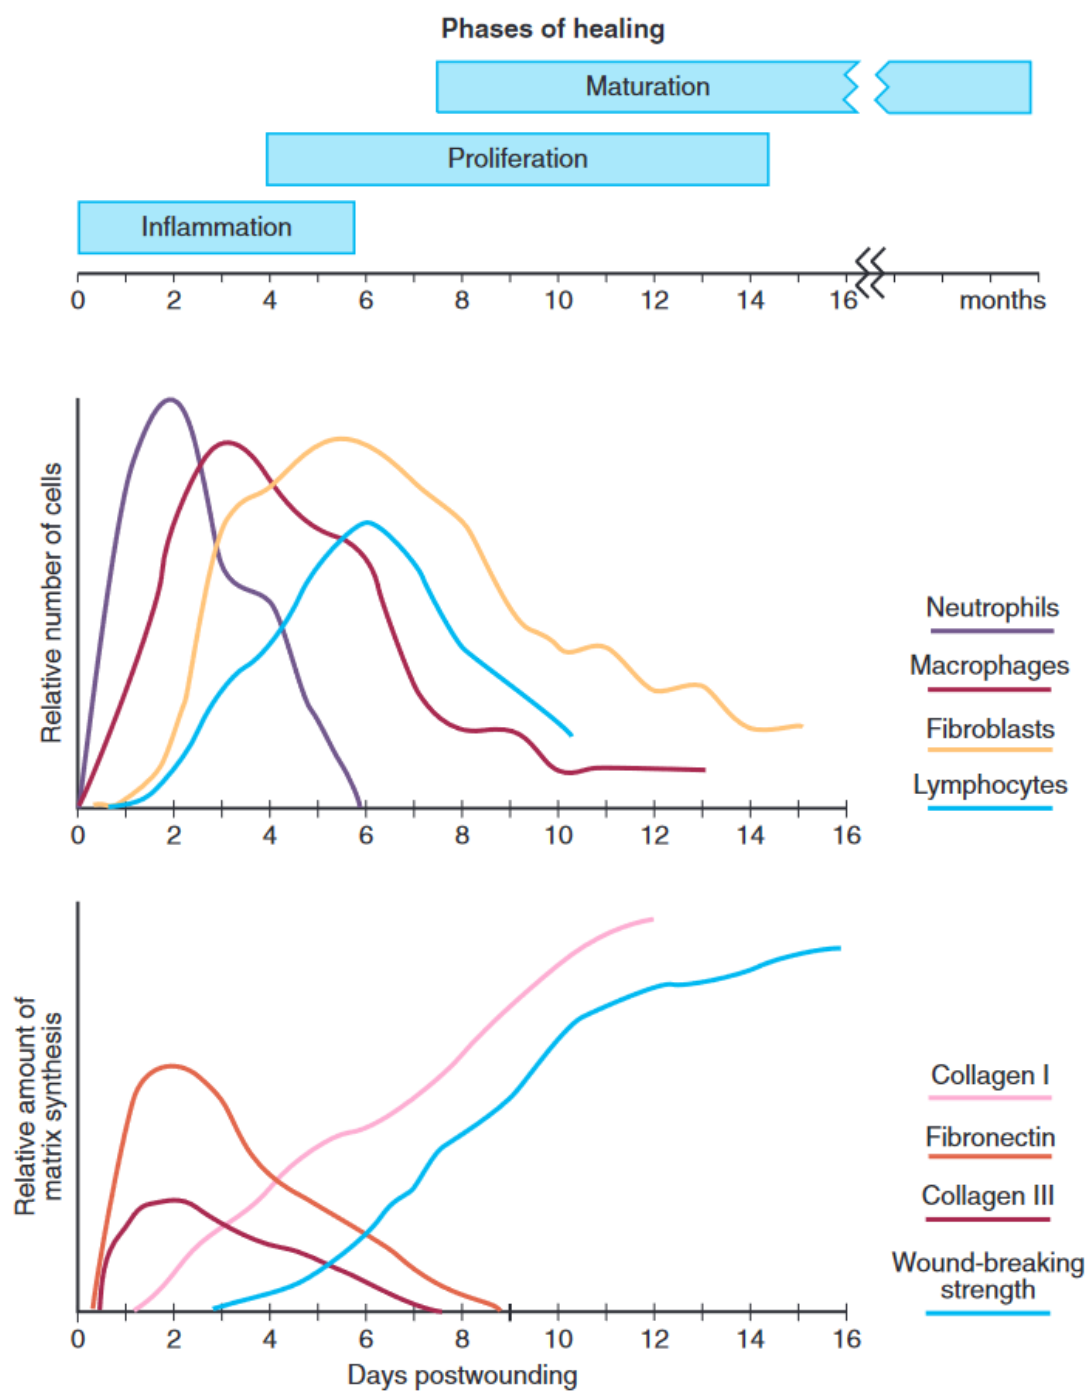 Phases of healing
Maturation
Proliferation
Inflammation
0 2 4 6 8 10 12 14 16 months
Relative number of cells
Neutrophils
Macrophages
Fibroblasts
Lymphocytes
0 2 4 6 8 10 12 14 16
Relative amount of
matrix synthesis
Collagen I
Fibronectin
Collagen III
Wound-breaking
strength
0 2 4 6 8 10 12 14 16
Days postwounding